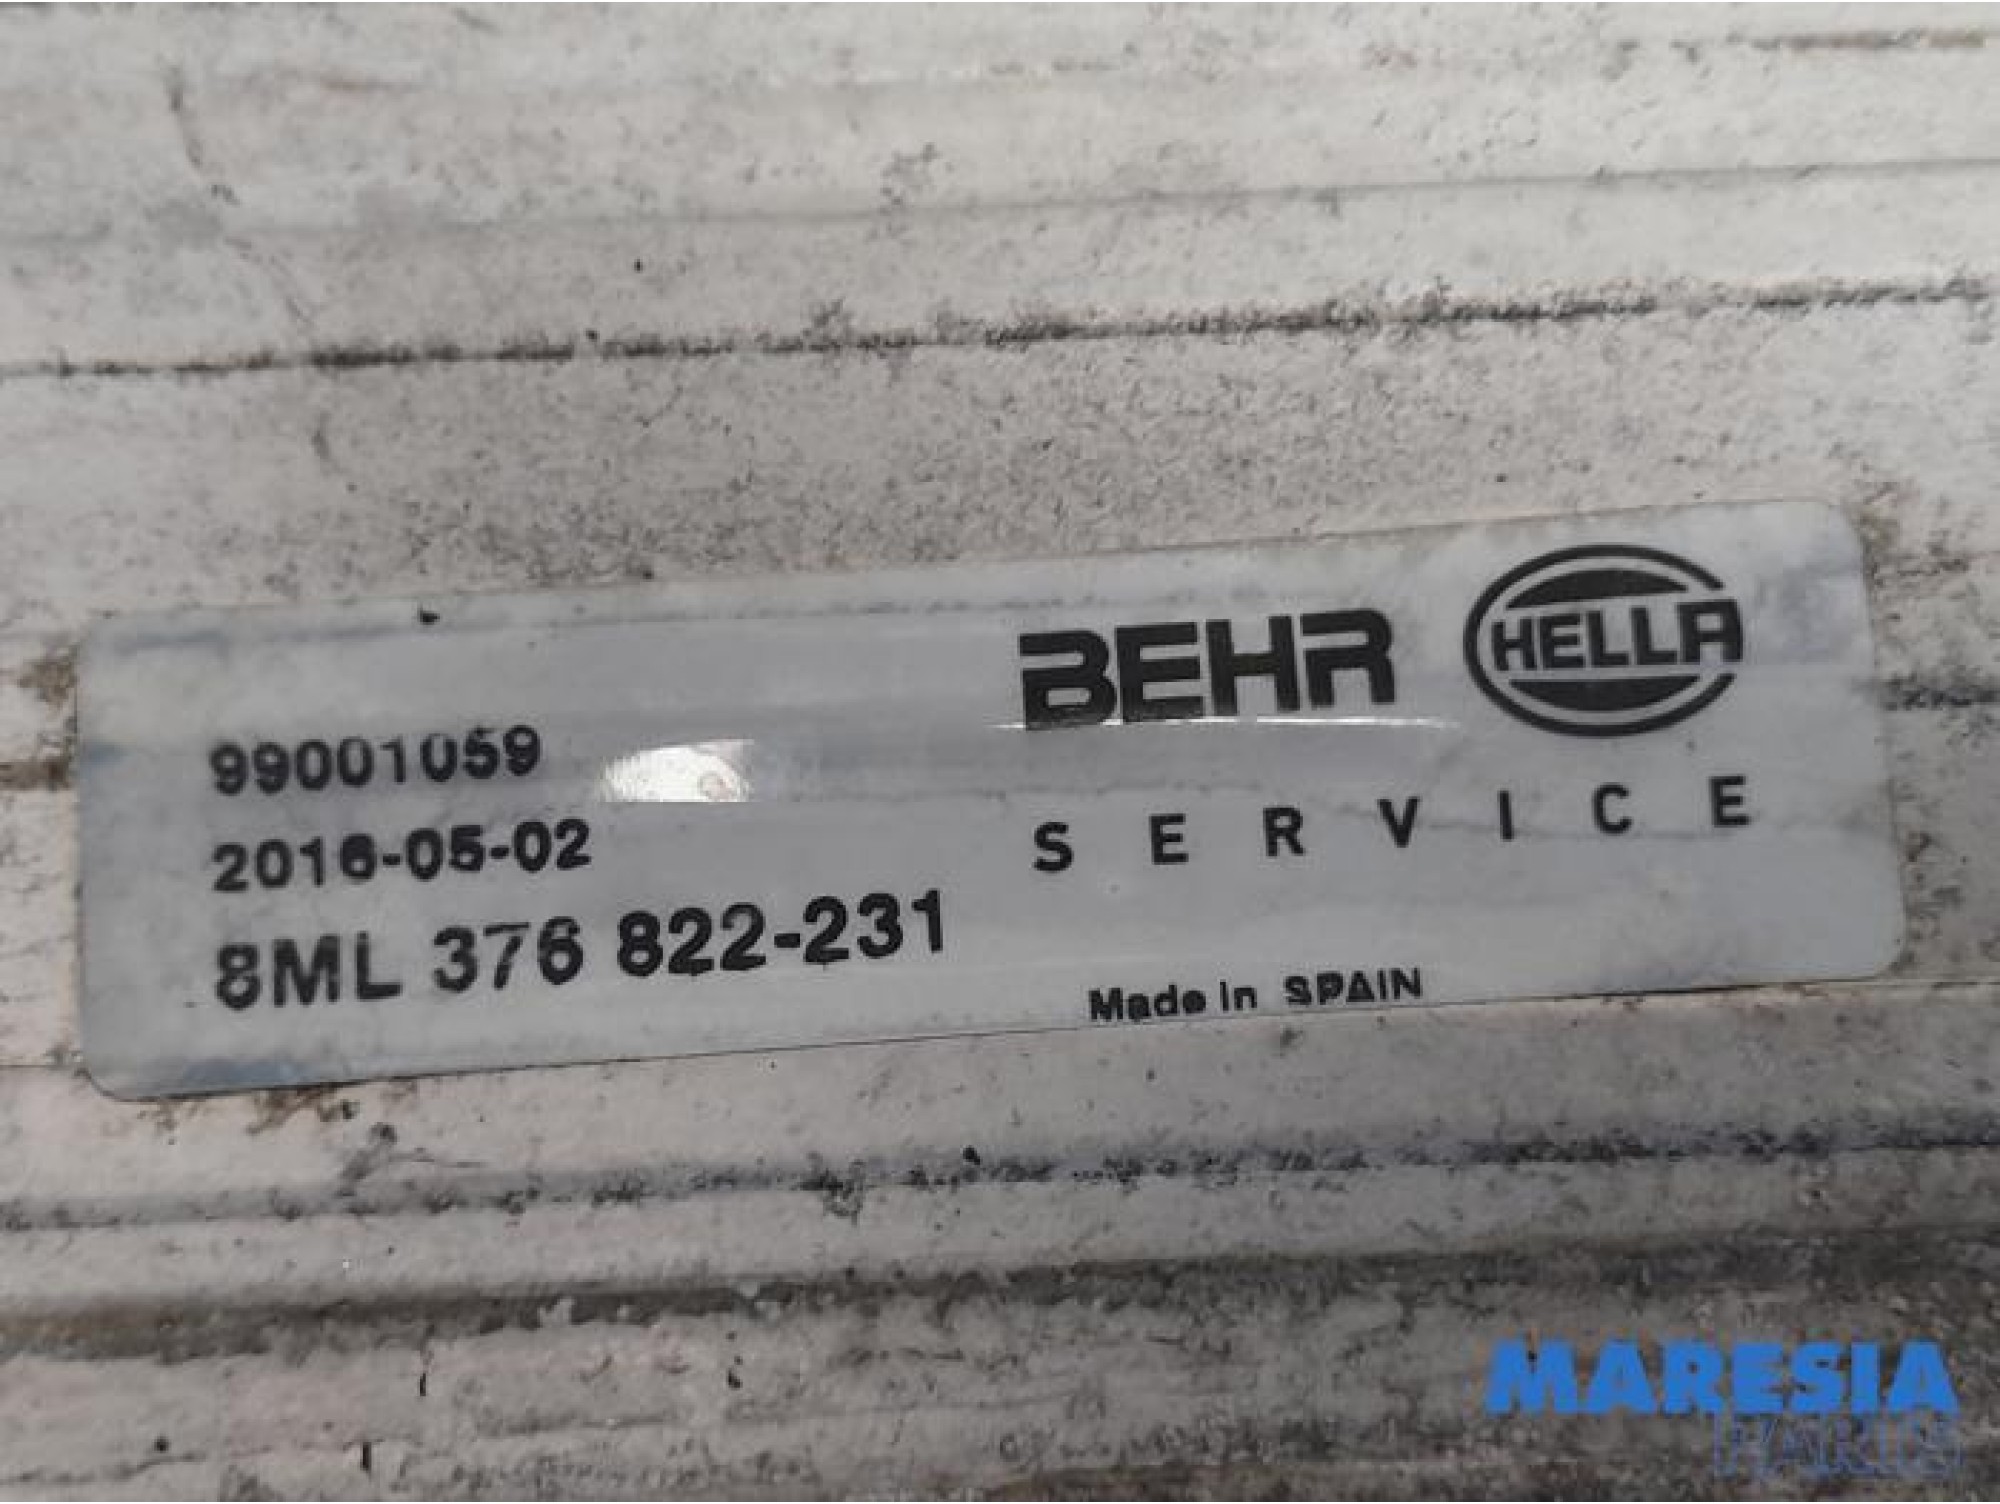 BEHR HELLA
SERVICE
99001059
2016-05-02
8ML 376 822-231
Made in SPAIN
MARESIA
PARTS